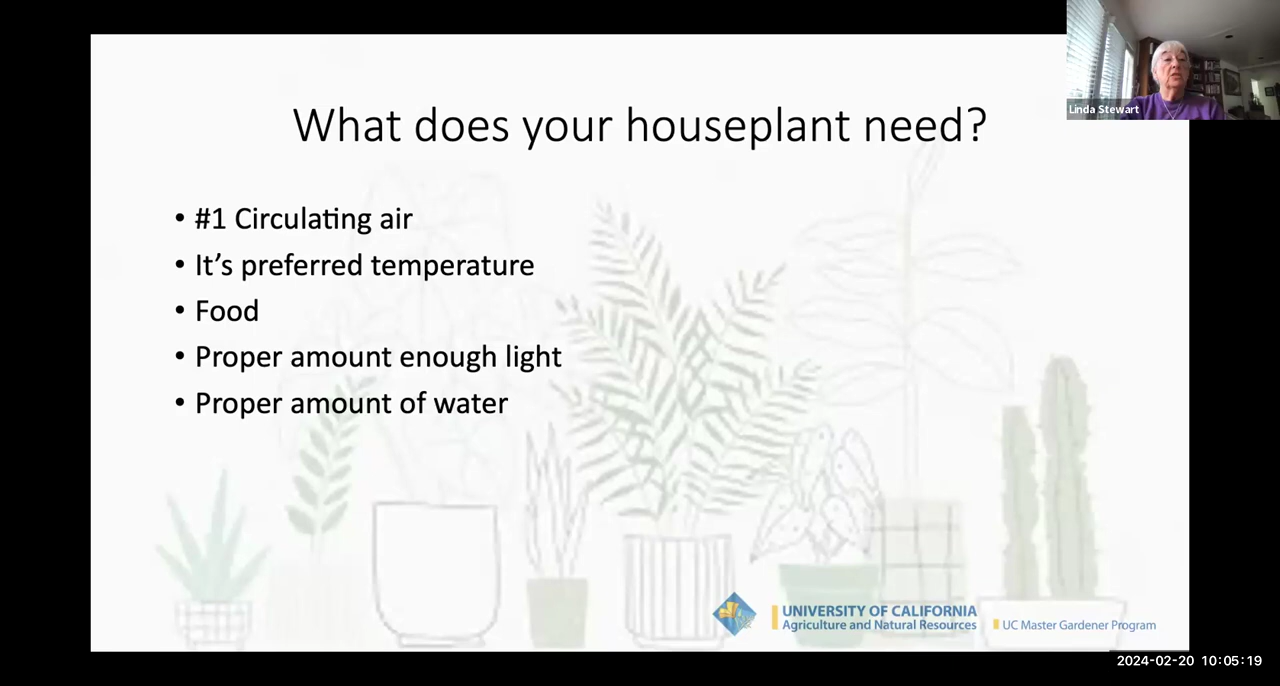 What does your houseplant need?
Linda Stewart
• #1 Circulating air
• It’s preferred temperature
• Food
• Proper amount enough light
• Proper amount of water
UNIVERSITY OF CALIFORNIA
Agriculture and Natural Resources
UC Master Gardener Program
2024-02-20 10:05:19